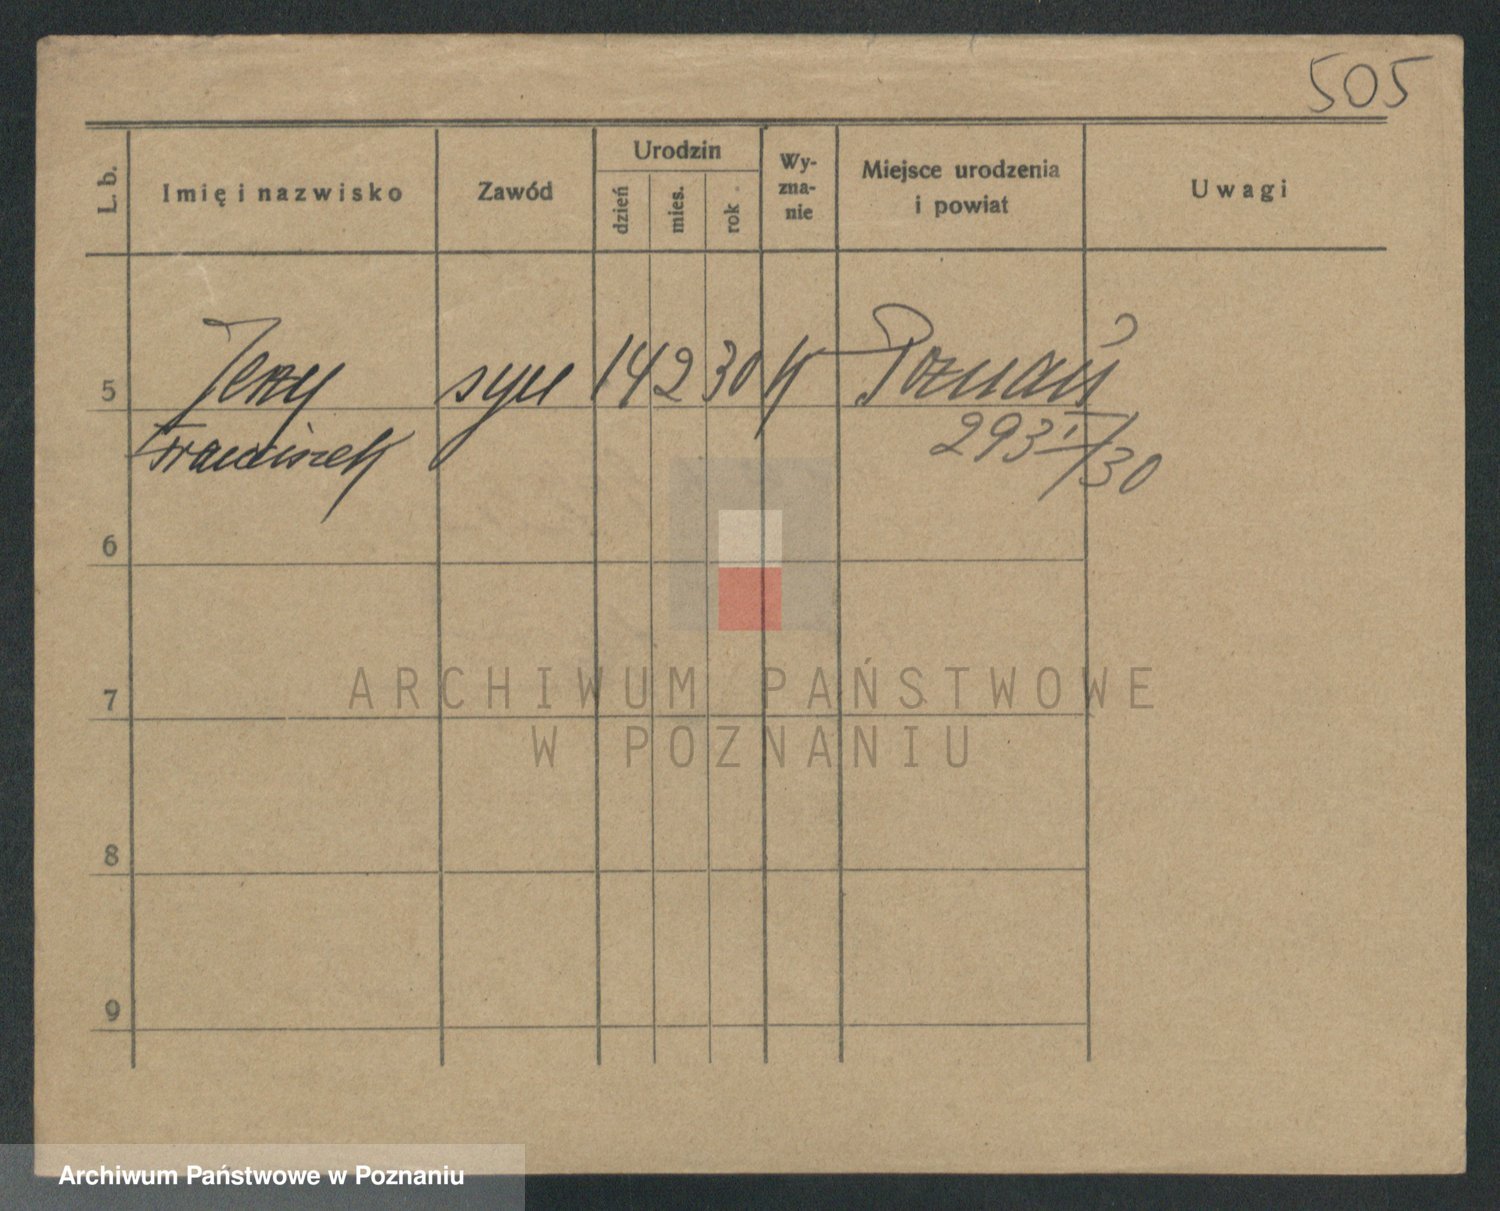 505
L. b.
Imię i nazwisko
Zawód
Urodzin
dzień
mies.
rok
Wy-
zna-
nie
Miejsce urodzenia
i powiat
Uwagi
5 Jerzy syn 14 2 30 K Poznań
Franciszek 293 /30
6
7
8
9
ARCHIWUM PAŃSTWOWE
W POZNANIU
Archiwum Państwowe w Poznaniu